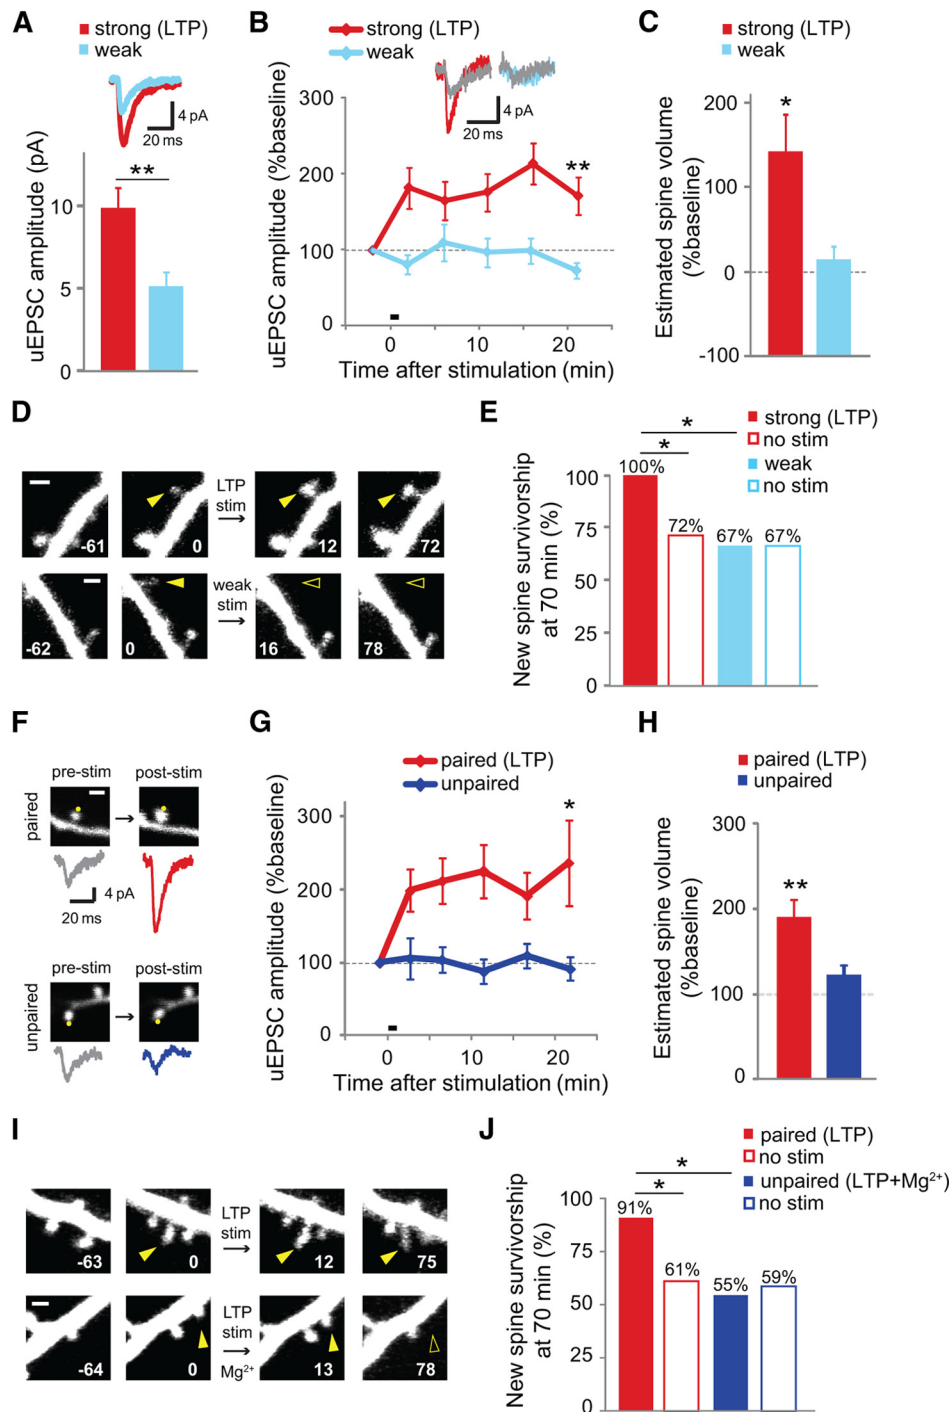 A
strong (LTP)
weak
4 pA
20 ms
**
uEPSC amplitude (pA)
10
5
0
B
strong (LTP)
weak
4 pA
20 ms
uEPSC amplitude (%baseline)
300
200
100
0
**
0 10 20
Time after stimulation (min)
C
strong (LTP)
weak
Estimated spine volume
(%baseline)
200
100
0
-100
*
D
-61
0
LTP
stim
→
12
72
-62
0
weak
stim
→
16
78
E
strong (LTP)
no stim
weak
no stim
*
*
New spine survivorship
at 70 min (%)
100
75
50
25
0
100%
72%
67%
67%
F
pre-stim
post-stim
paired
→
4 pA
20 ms
pre-stim
post-stim
unpaired
→
G
paired (LTP)
unpaired
uEPSC amplitude (%baseline)
300
200
100
0
*
0 10 20
Time after stimulation (min)
H
paired (LTP)
unpaired
Estimated spine volume
(%baseline)
300
200
100
0
**
I
-63
0
LTP
stim
→
12
75
-64
0
LTP
stim
→
Mg²⁺
13
78
J
paired (LTP)
no stim
unpaired (LTP+Mg²⁺)
no stim
*
*
New spine survivorship
at 70 min (%)
100
75
50
25
0
91%
61%
55%
59%